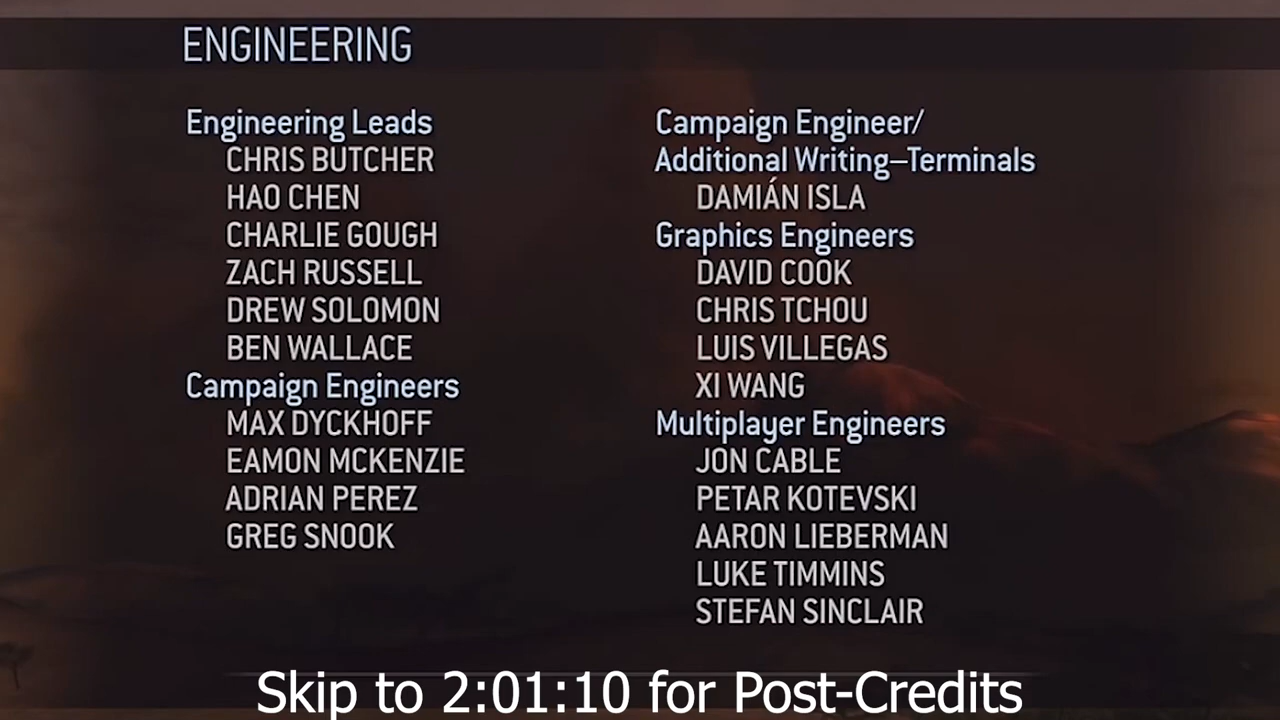 ENGINEERING
Engineering Leads
CHRIS BUTCHER
HAO CHEN
CHARLIE GOUGH
ZACH RUSSELL
DREW SOLOMON
BEN WALLACE
Campaign Engineers
MAX DYCKHOFF
EAMON MCKENZIE
ADRIAN PEREZ
GREG SNOOK
Campaign Engineer/
Additional Writing–Terminals
DAMIÁN ISLA
Graphics Engineers
DAVID COOK
CHRIS TCHOU
LUIS VILLEGAS
XI WANG
Multiplayer Engineers
JON CABLE
PETAR KOTEVSKI
AARON LIEBERMAN
LUKE TIMMINS
STEFAN SINCLAIR
Skip to 2:01:10 for Post-Credits